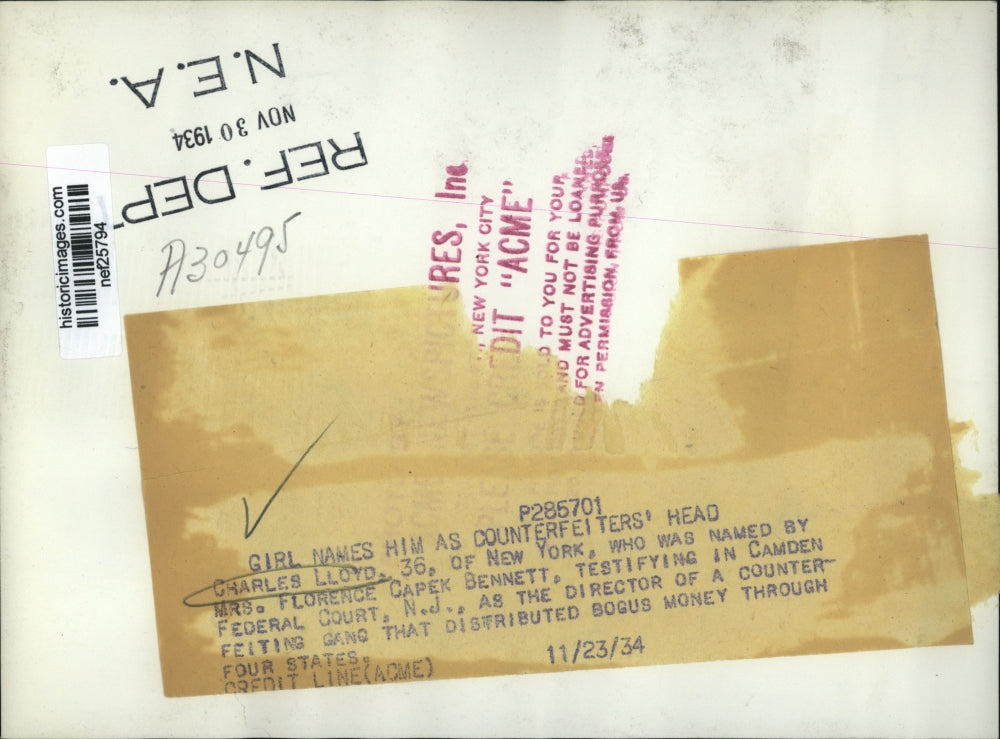 N.E.A.
NOV 30 1934
REF. DEP
historicimages.com
nef25794
A30495
RES, Inc
NEW YORK CITY
CREDIT "ACME"
LD TO YOU FOR YOUR
AND MUST NOT BE LOANED
D FOR ADVERTISING PURPOSES
EN PERMISSION FROM US.
P285701
GIRL NAMES HIM AS COUNTERFEITERS' HEAD
CHARLES LLOYD, 36, OF NEW YORK, WHO WAS NAMED BY
MRS. FLORENCE CAPEK BENNETT, TESTIFYING IN CAMDEN
FEDERAL COURT, N.J., AS THE DIRECTOR OF A COUNTER-
FEITING GANG THAT DISTRIBUTED BOGUS MONEY THROUGH
FOUR STATES.
CREDIT LINE(ACME)
11/23/34